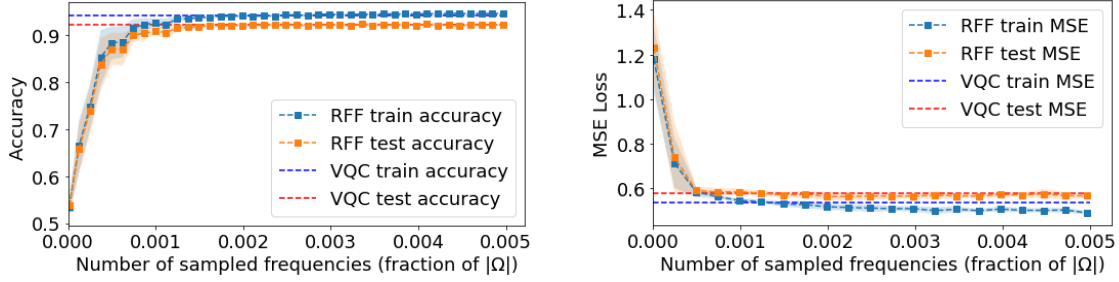 Accuracy
0.9
0.8
0.7
0.6
0.5
RFF train accuracy
RFF test accuracy
VQC train accuracy
VQC test accuracy
0.000 0.001 0.002 0.003 0.004 0.005
Number of sampled frequencies (fraction of |Ω|)
MSE Loss
1.4
1.2
1.0
0.8
0.6
RFF train MSE
RFF test MSE
VQC train MSE
VQC test MSE
0.000 0.001 0.002 0.003 0.004 0.005
Number of sampled frequencies (fraction of |Ω|)